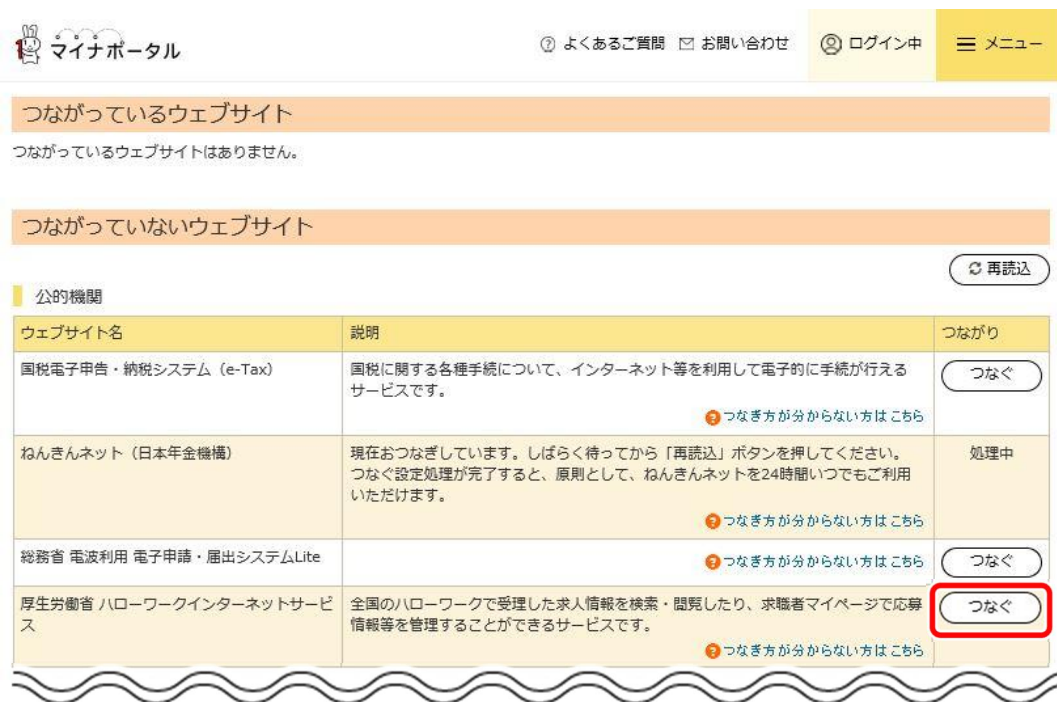 マイナポータル
よくあるご質問 お問い合わせ ログイン中 メニュー
つながっているウェブサイト
つながっているウェブサイトはありません。
つながっていないウェブサイト
再読込
公的機関
ウェブサイト名 説明 つながり
国税電子申告・納税システム（e-Tax） 国税に関する各種手続について、インターネット等を利用して電子的に手続が行える つなぐ
サービスです。
つなぎ方が分からない方はこちら
ねんきんネット（日本年金機構） 現在おつなぎしています。しばらく待ってから「再読込」ボタンを押してください。 処理中
つなぐ設定処理が完了すると、原則として、ねんきんネットを24時間いつでもご利用
いただけます。
つなぎ方が分からない方はこちら
総務省 電波利用 電子申請・届出システムLite つなぎ方が分からない方はこちら つなぐ
厚生労働省 ハローワークインターネットサービ 全国のハローワークで受理した求人情報を検索・閲覧したり、求職者マイページで応募 つなぐ
ス 情報等を管理することができるサービスです。
つなぎ方が分からない方はこちら